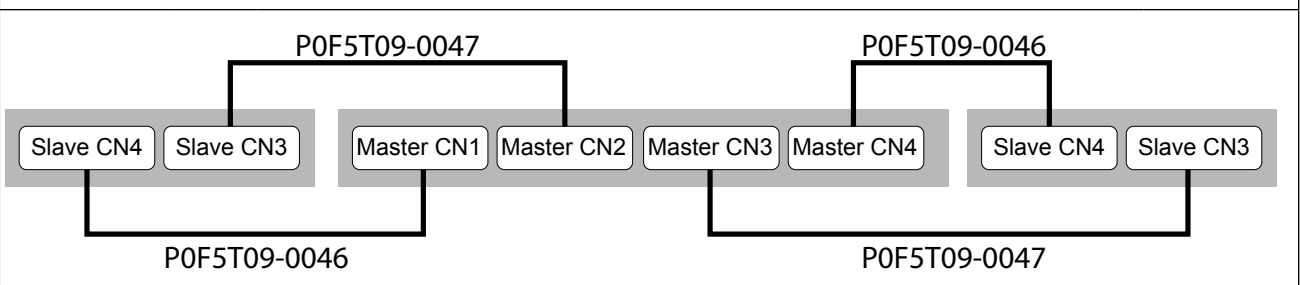 P0F5T09-0047 P0F5T09-0046
Slave CN4 Slave CN3 Master CN1 Master CN2 Master CN3 Master CN4 Slave CN4 Slave CN3
P0F5T09-0046 P0F5T09-0047